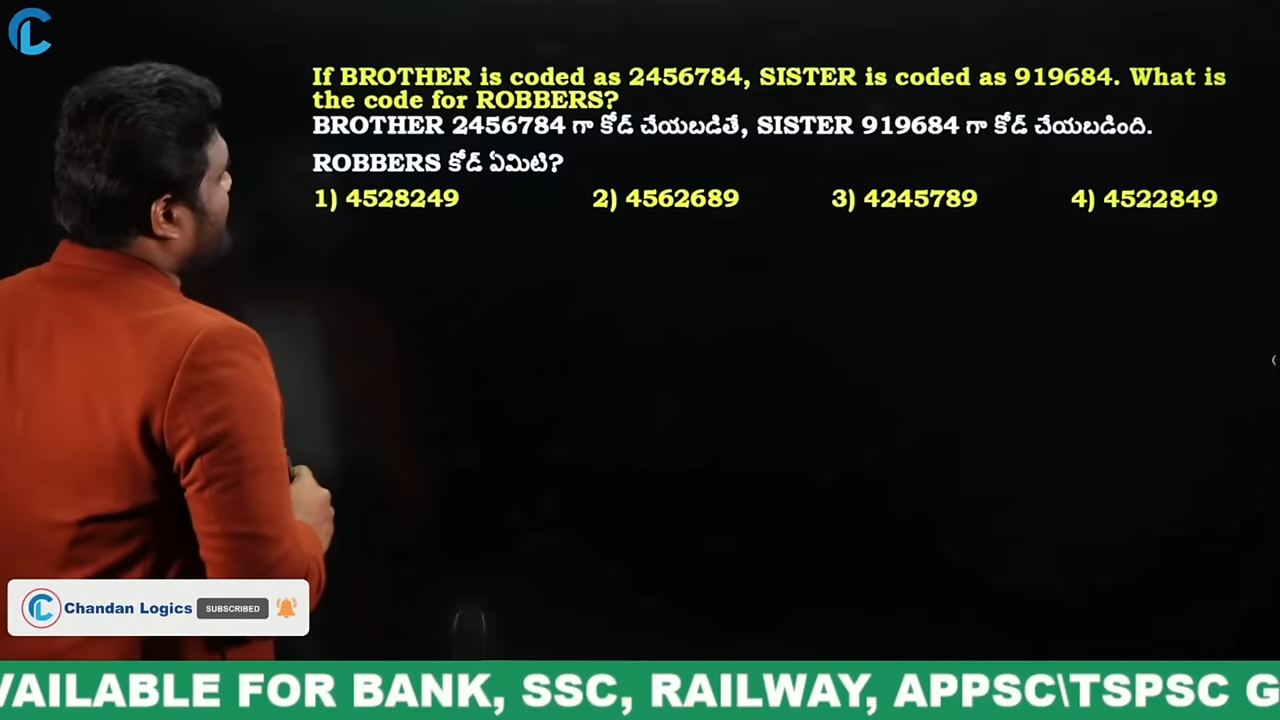 If BROTHER is coded as 2456784, SISTER is coded as 919684. What is
the code for ROBBERS?
BROTHER 2456784 గా కోడ్ చేయబడితే, SISTER 919684 గా కోడ్ చేయబడింది.
ROBBERS కోడ్ ఏమిటి?
1) 4528249 2) 4562689 3) 4245789 4) 4522849
Chandan Logics SUBSCRIBED
VAILABLE FOR BANK, SSC, RAILWAY, APPSC\TSPSC G